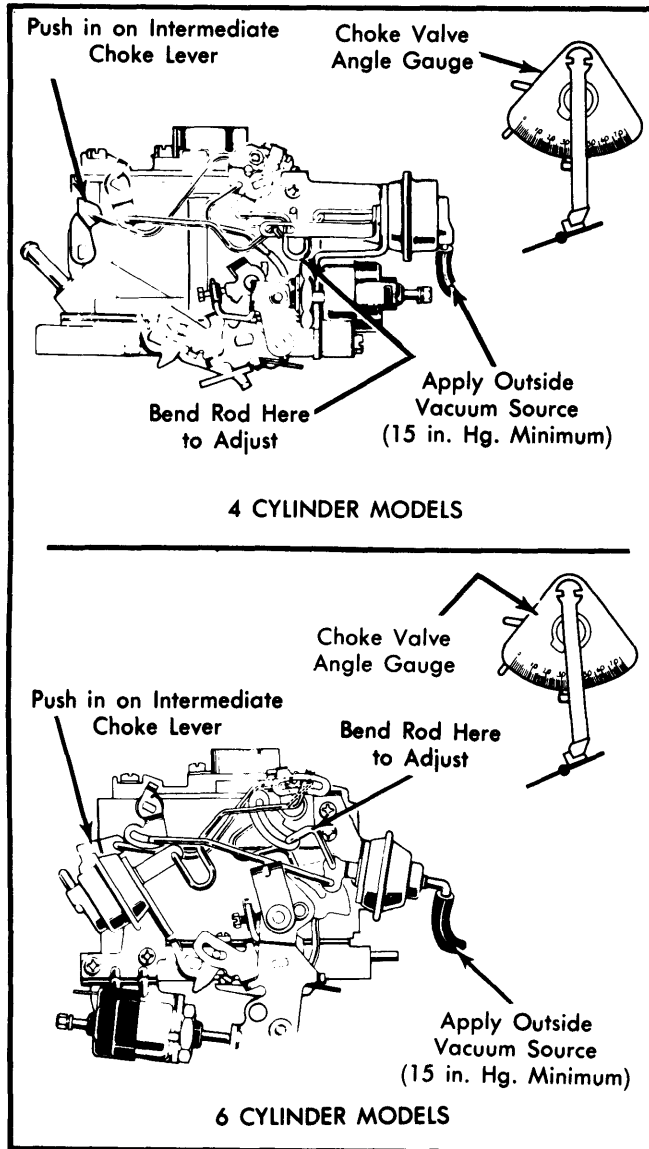 Push in on Intermediate
Choke Lever
Choke Valve
Angle Gauge
Bend Rod Here
to Adjust
Apply Outside
Vacuum Source
(15 in. Hg. Minimum)
4 CYLINDER MODELS
Choke Valve
Angle Gauge
Push in on Intermediate
Choke Lever
Bend Rod Here
to Adjust
Apply Outside
Vacuum Source
(15 in. Hg. Minimum)
6 CYLINDER MODELS